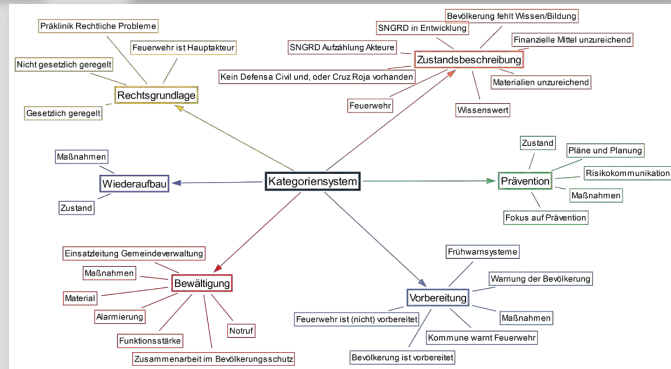 Präklinik Rechtliche Probleme
Feuerwehr ist Hauptakteur
Nicht gesetzlich geregelt
Rechtsgrundlage
Gesetzlich geregelt
Bevölkerung fehlt Wissen/Bildung
SNGRD in Entwicklung
Finanzielle Mittel unzureichend
SNGRD Aufzählung Akteure
Zustandsbeschreibung
Kein Defensa Civil und, oder Cruz Roja vorhanden
Materialien unzureichend
Feuerwehr
Wissenswert
Maßnahmen
Wiederaufbau
Zustand
Kategoriensystem
Zustand
Pläne und Planung
Risikokommunikation
Prävention
Maßnahmen
Fokus auf Prävention
Einsatzleitung Gemeindeverwaltung
Maßnahmen
Bewältigung
Material
Alarmierung
Notruf
Funktionsstärke
Zusammenarbeit im Bevölkerungsschutz
Frühwarnsysteme
Warnung der Bevölkerung
Vorbereitung
Feuerwehr ist (nicht) vorbereitet
Maßnahmen
Kommune warnt Feuerwehr
Bevölkerung ist vorbereitet